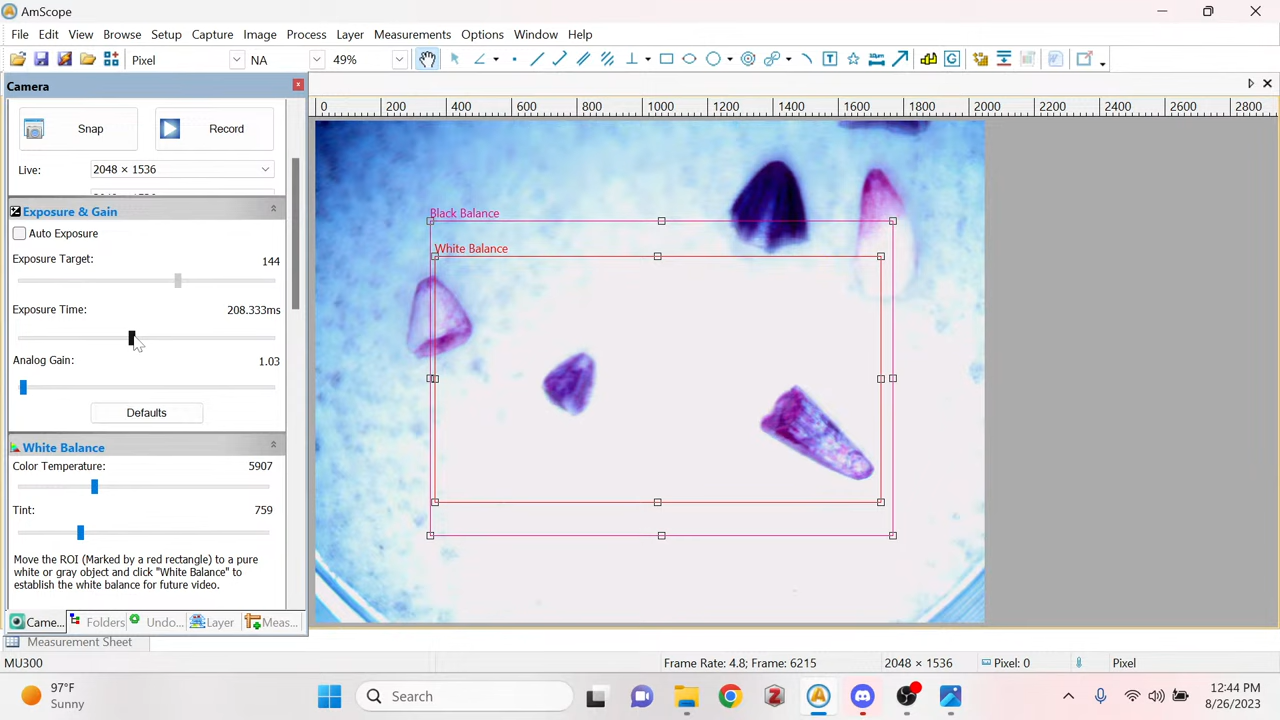 AmScope
File Edit View Browse Setup Capture Image Process Layer Measurements Options Window Help
Pixel NA 49%
Camera
0 200 400 600 800 1000 1200 1400 1600 1800 2000 2200 2400 2600 2800
Snap Record
Live: 2048 × 1536
Exposure & Gain
Auto Exposure
Exposure Target: 144
Exposure Time: 208.333ms
Analog Gain: 1.03
Defaults
White Balance
Color Temperature: 5907
Tint: 759
Move the ROI (Marked by a red rectangle) to a pure
white or gray object and click "White Balance" to
establish the white balance for future video.
Black Balance
White Balance
Came... Folders Undo... Layer Meas...
Measurement Sheet
MU300 Frame Rate: 4.8; Frame: 6215 2048 × 1536 Pixel: 0 Pixel
97°F
Sunny
Search
12:44 PM
8/26/2023